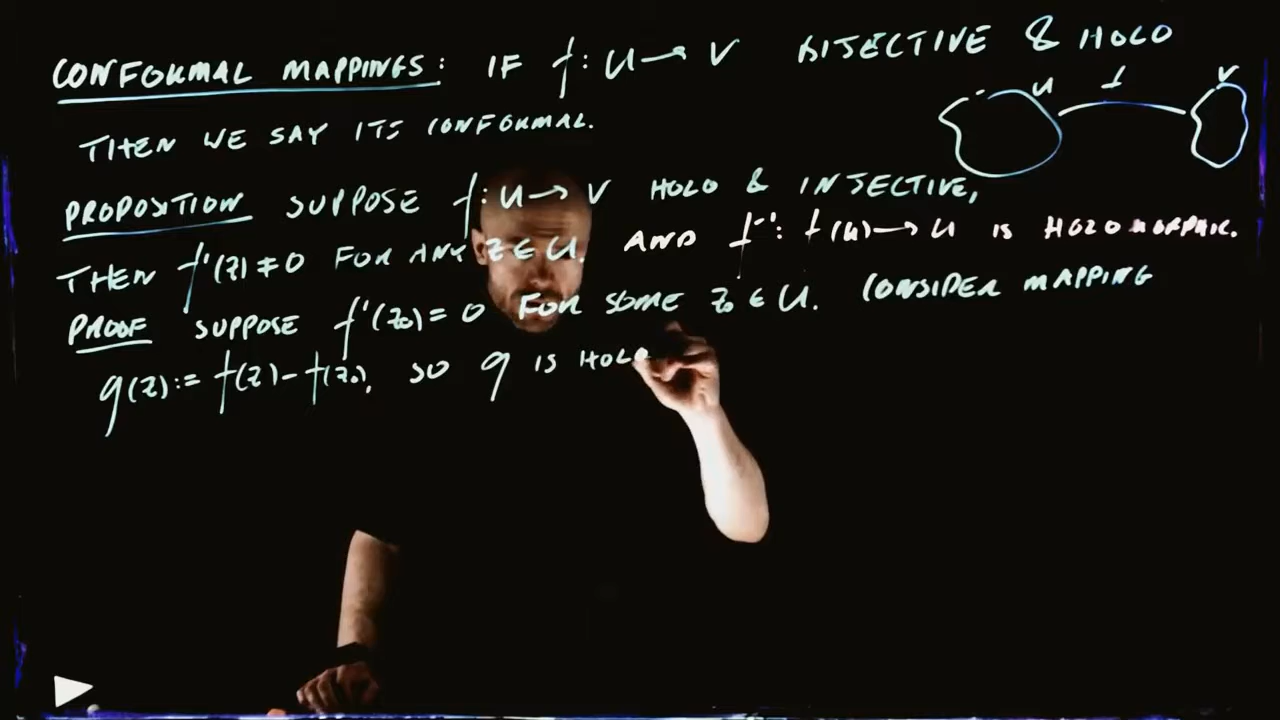 CONFORMAL MAPPINGS: IF f: U → V BIJECTIVE & HOLO
U f V
THEN WE SAY ITS CONFORMAL.
PROPOSITION SUPPOSE f: U → V HOLO & INJECTIVE,
THEN f'(z) ≠ 0 FOR ANY z ∈ U. AND f⁻¹: f(U) → U IS HOLOMORPHIC.
PROOF SUPPOSE f'(z₀) = 0 FOR SOME z₀ ∈ U. CONSIDER MAPPING
g(z) := f(z) - f(z₀), SO g IS HOLO